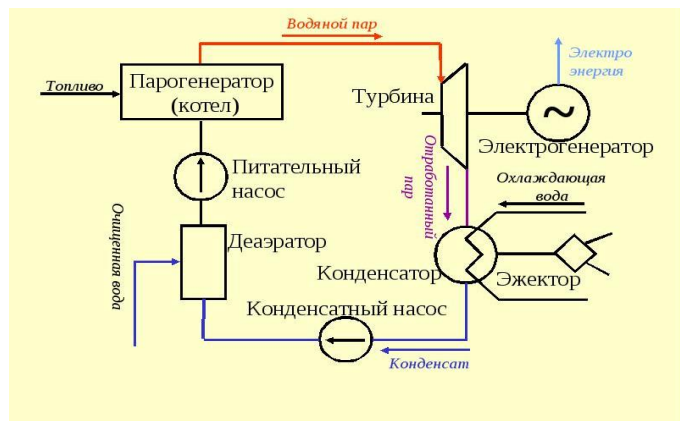 Водяной пар
Электро
энергия
Топливо
Парогенератор
(котел)
Турбина
~
Электрогенератор
Отработанный
пар
Питательный
насос
Охлаждающая
вода
Очищенная вода
Деаэратор
Конденсатор
Эжектор
Конденсатный насос
Конденсат